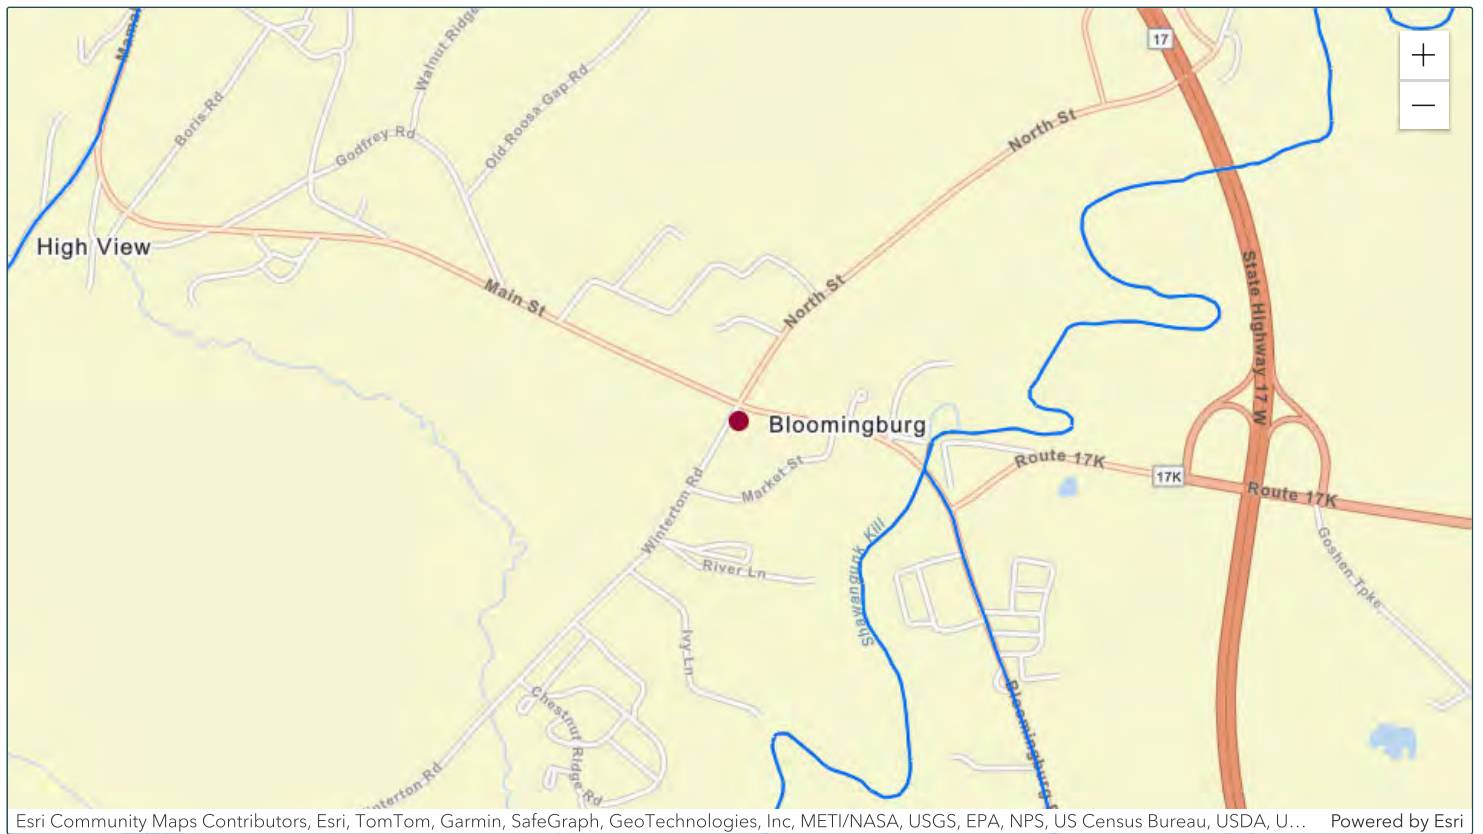 Walnut Ridge
17
Boris Rd
Godfrey Rd
Old Roosa Gap Rd
North St
High View
Main St
North St
State Highway 17 W
Bloomingburg
Market St
Route 17K
17K
Route 17K
Winterton Rd
River Ln
Shawangunk Kill
Goshen Tpke
Ivy Ln
Chestnut Ridge Rd
Bloomingburg
nterton Rd
Esri Community Maps Contributors, Esri, TomTom, Garmin, SafeGraph, GeoTechnologies, Inc, METI/NASA, USGS, EPA, NPS, US Census Bureau, USDA, U... Powered by Esri